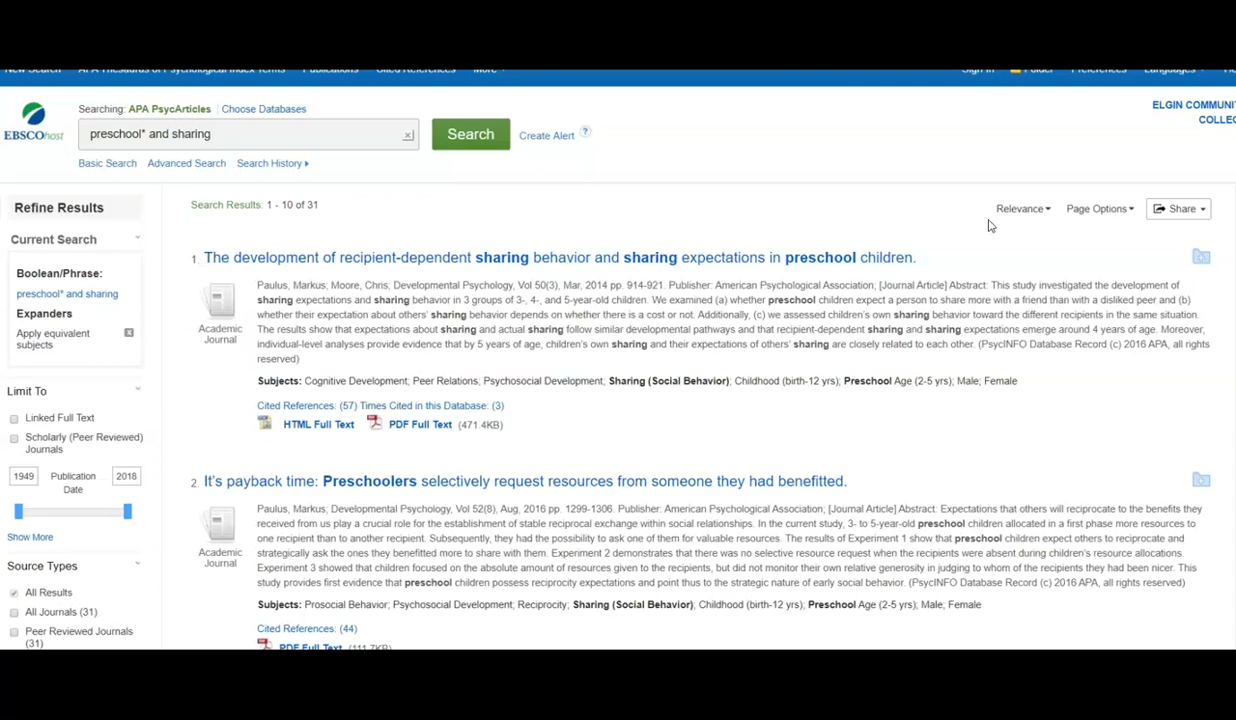 New Search APA Thesaurus of Psychological Index Terms Publications Cited References More Sign In Folder Preferences Languages
Searching: APA PsycArticles Choose Databases
ELGIN COMMUNI
COLLEG
EBSCOhost
preschool* and sharing
Search
Create Alert
Basic Search Advanced Search Search History
Refine Results
Search Results: 1 - 10 of 31
Relevance Page Options Share
Current Search
Boolean/Phrase:
preschool* and sharing
Expanders
Apply equivalent
subjects
Limit To
Linked Full Text
Scholarly (Peer Reviewed)
Journals
1949 Publication 2018
Date
Show More
Source Types
All Results
All Journals (31)
Peer Reviewed Journals
(31)
1. The development of recipient-dependent sharing behavior and sharing expectations in preschool children.
Academic
Journal
Paulus, Markus; Moore, Chris; Developmental Psychology, Vol 50(3), Mar, 2014 pp. 914-921. Publisher: American Psychological Association; [Journal Article] Abstract: This study investigated the development of
sharing expectations and sharing behavior in 3 groups of 3-, 4-, and 5-year-old children. We examined (a) whether preschool children expect a person to share more with a friend than with a disliked peer and (b)
whether their expectation about others' sharing behavior depends on whether there is a cost or not. Additionally, (c) we assessed children's own sharing behavior toward the different recipients in the same situation.
The results show that expectations about sharing and actual sharing follow similar developmental pathways and that recipient-dependent sharing and sharing expectations emerge around 4 years of age. Moreover,
individual-level analyses provide evidence that by 5 years of age, children's own sharing and their expectations of others' sharing are closely related to each other. (PsycINFO Database Record (c) 2016 APA, all rights
reserved)
Subjects: Cognitive Development; Peer Relations; Psychosocial Development; Sharing (Social Behavior); Childhood (birth-12 yrs); Preschool Age (2-5 yrs); Male; Female
Cited References: (57) Times Cited in this Database: (3)
HTML Full Text PDF Full Text (471.4KB)
2. It's payback time: Preschoolers selectively request resources from someone they had benefitted.
Academic
Journal
Paulus, Markus; Developmental Psychology, Vol 52(8), Aug, 2016 pp. 1299-1306. Publisher: American Psychological Association; [Journal Article] Abstract: Expectations that others will reciprocate to the benefits they
received from us play a crucial role for the establishment of stable reciprocal exchange within social relationships. In the current study, 3- to 5-year-old preschool children allocated in a first phase more resources to
one recipient than to another recipient. Subsequently, they had the possibility to ask one of them for valuable resources. The results of Experiment 1 show that preschool children expect others to reciprocate and
strategically ask the ones they benefitted more to share with them. Experiment 2 demonstrates that there was no selective resource request when the recipients were absent during children's resource allocations.
Experiment 3 showed that children focused on the absolute amount of resources given to the recipients, but did not monitor their own relative generosity in judging to whom of the recipients they had been nicer. This
study provides first evidence that preschool children possess reciprocity expectations and point thus to the strategic nature of early social behavior. (PsycINFO Database Record (c) 2016 APA, all rights reserved)
Subjects: Prosocial Behavior; Psychosocial Development; Reciprocity; Sharing (Social Behavior); Childhood (birth-12 yrs); Preschool Age (2-5 yrs); Male; Female
Cited References: (44)
PDF Full Text (111.7KB)